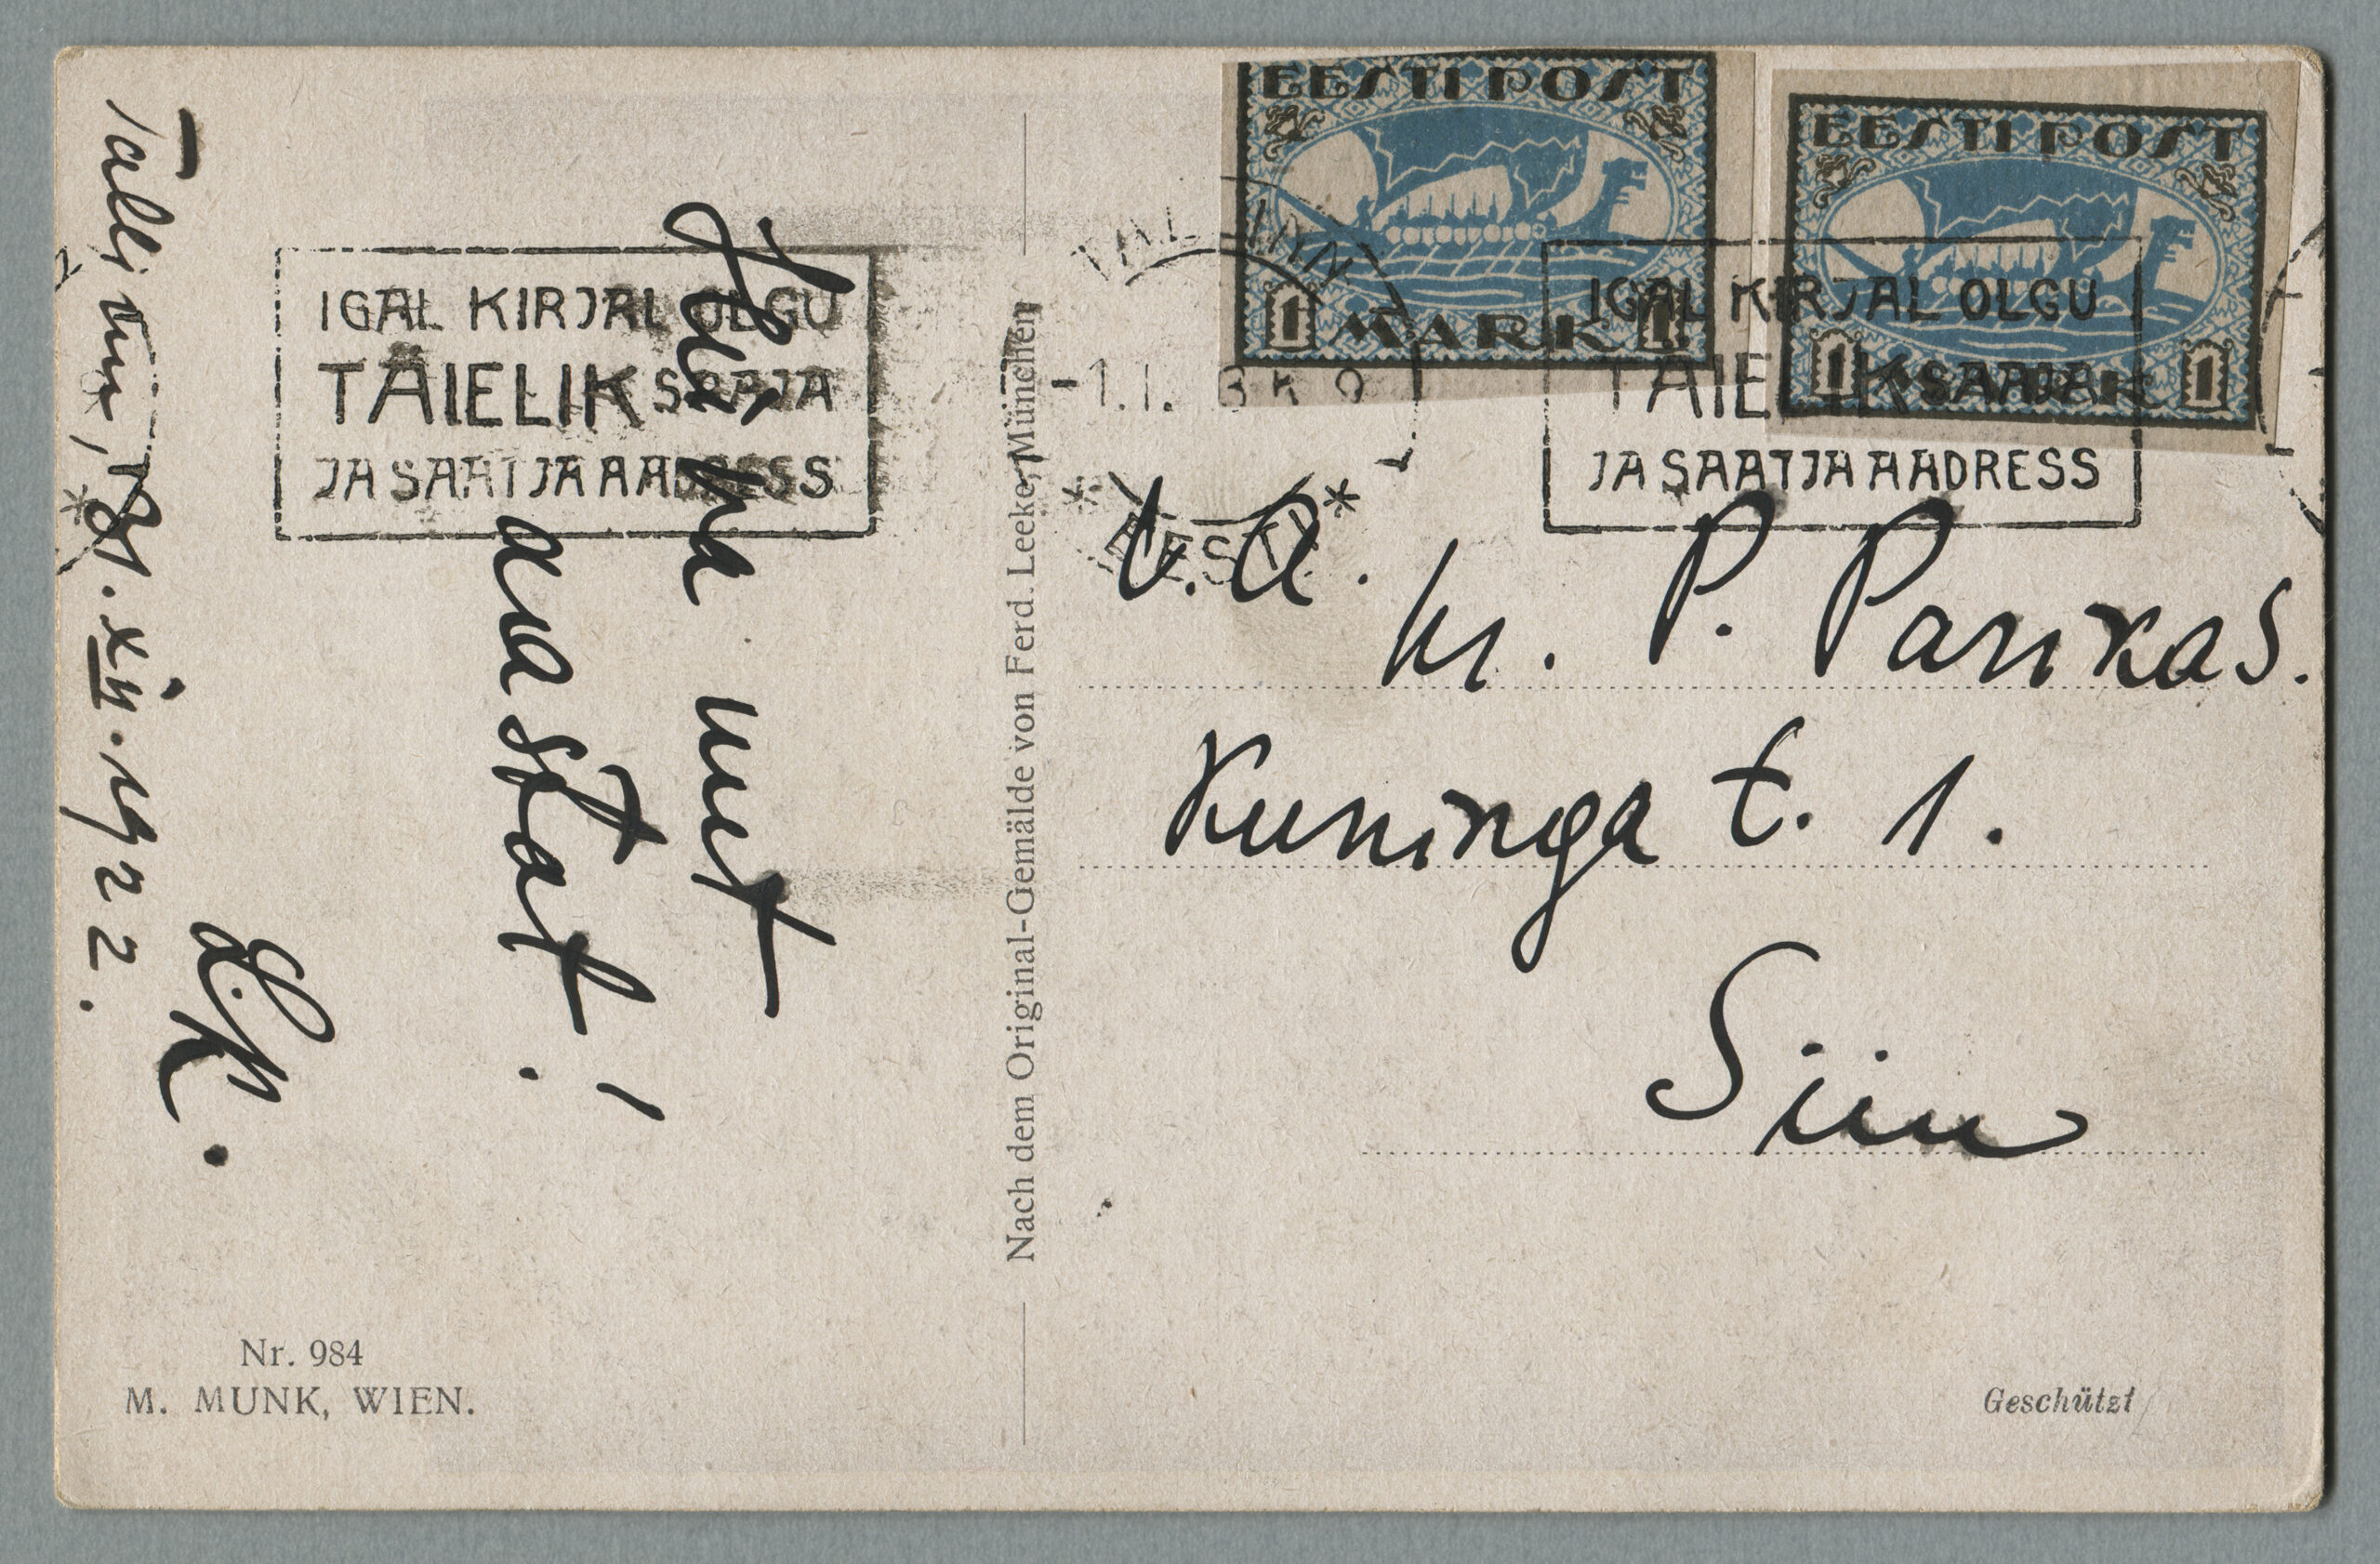 Tallinn, 31.XII.1922.
Head
uut
aastat!
L.K.
IGAL KIRJAL OLGU
TÄIELIK SAAJA
JA SAATJA AADRESS
Nr. 984
M. MUNK, WIEN.
Nach dem Original-Gemälde von Ferd. Leeke, München
EESTI POST
1 MARK 1
EESTI POST
1 MARK 1
TALLINN
-1.I.
* EESTI *
IGAL KIRJAL OLGU
TÄIELIK SAAJA
JA SAATJA AADRESS
V. A.
hr. P. Parikas.
Kuninga t. 1.
Siin
Geschützt